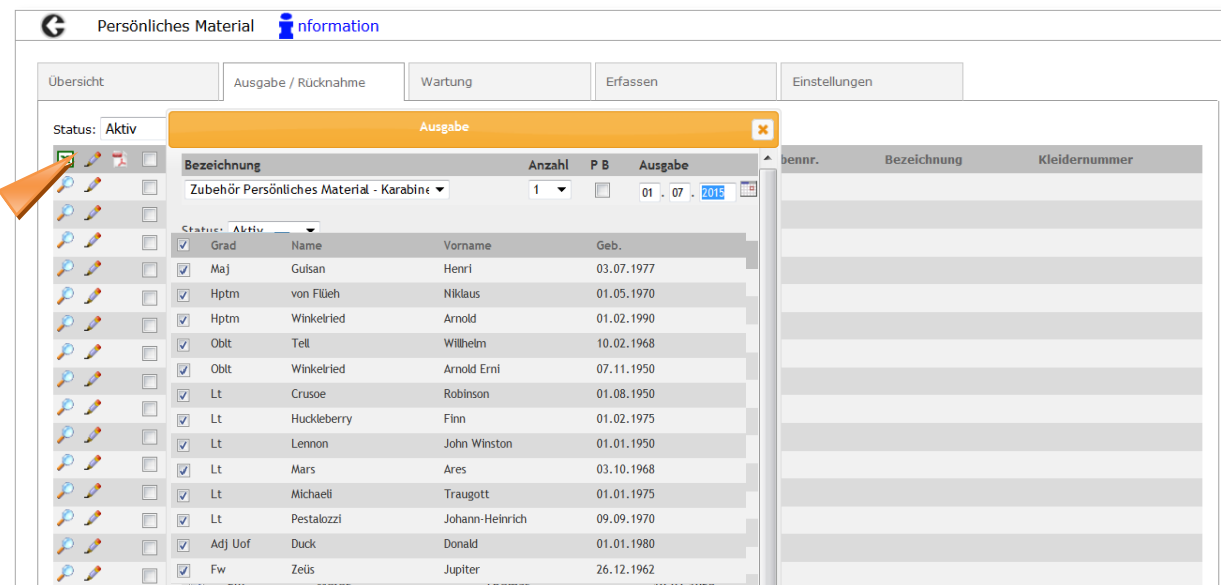 Persönliches Material nformation
Übersicht Ausgabe / Rücknahme Wartung Erfassen Einstellungen
Status: Aktiv
Ausgabe
bennr. Bezeichnung Kleidernummer
Bezeichnung Anzahl P B Ausgabe
Zubehör Persönliches Material - Karabine 1 01 . 07 . 2015
Status: Aktiv
Grad Name Vorname Geb.
Maj Guisan Henri 03.07.1977
Hptm von Flüeh Niklaus 01.05.1970
Hptm Winkelried Arnold 01.02.1990
Oblt Tell Willhelm 10.02.1968
Oblt Winkelried Arnold Erni 07.11.1950
Lt Crusoe Robinson 01.08.1950
Lt Huckleberry Finn 01.02.1975
Lt Lennon John Winston 01.01.1950
Lt Mars Ares 03.10.1968
Lt Michaeli Traugott 01.01.1975
Lt Pestalozzi Johann-Heinrich 09.09.1970
Adj Uof Duck Donald 01.01.1980
Fw Zeüs Jupiter 26.12.1962